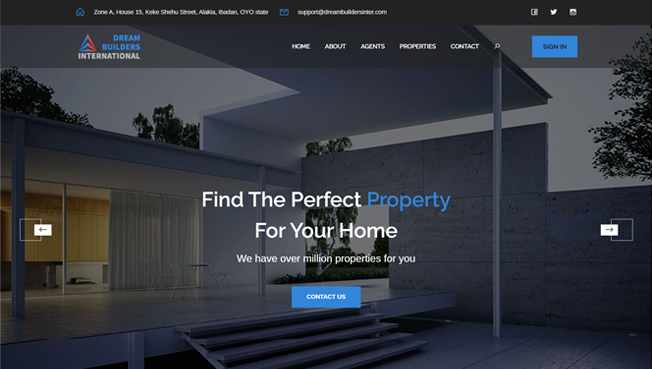 Zone A, House 15, Keke Shehu Street, Alakia, Ibadan, OYO state support@dreambuildersinter.com
DREAM
BUILDERS
INTERNATIONAL
HOME ABOUT AGENTS PROPERTIES CONTACT SIGN IN
Find The Perfect Property
For Your Home
We have over million properties for you
CONTACT US